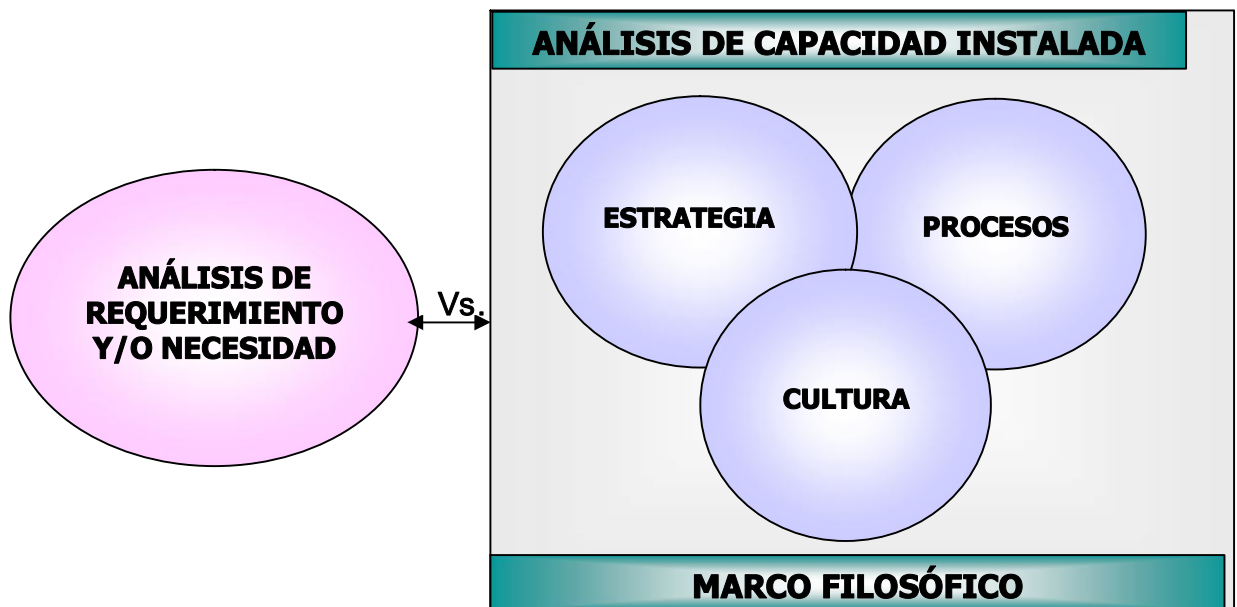 ANÁLISIS DE CAPACIDAD INSTALADA
ESTRATEGIA
PROCESOS
ANÁLISIS DE
REQUERIMIENTO
Y/O NECESIDAD
Vs.
CULTURA
MARCO FILOSÓFICO